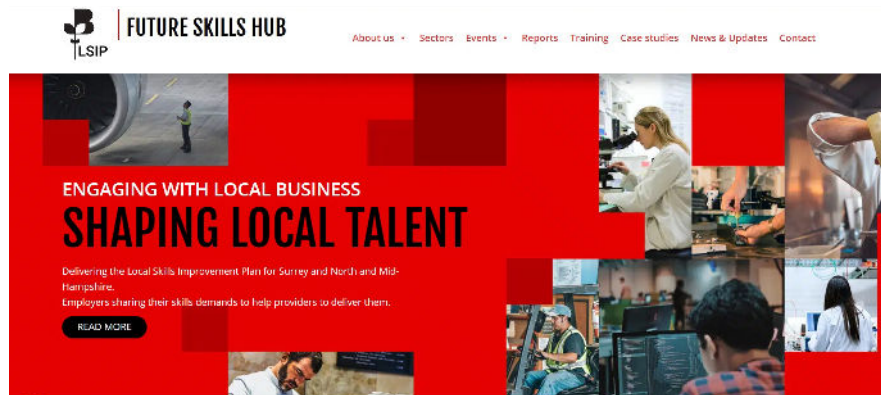 LSIP
FUTURE SKILLS HUB
About us
Sectors
Events
Reports
Training
Case studies
News & Updates
Contact
ENGAGING WITH LOCAL BUSINESS
SHAPING LOCAL TALENT
Delivering the Local Skills Improvement Plan for Surrey and North and Mid-
Hampshire.
Employers sharing their skills demands to help providers to deliver them.
READ MORE